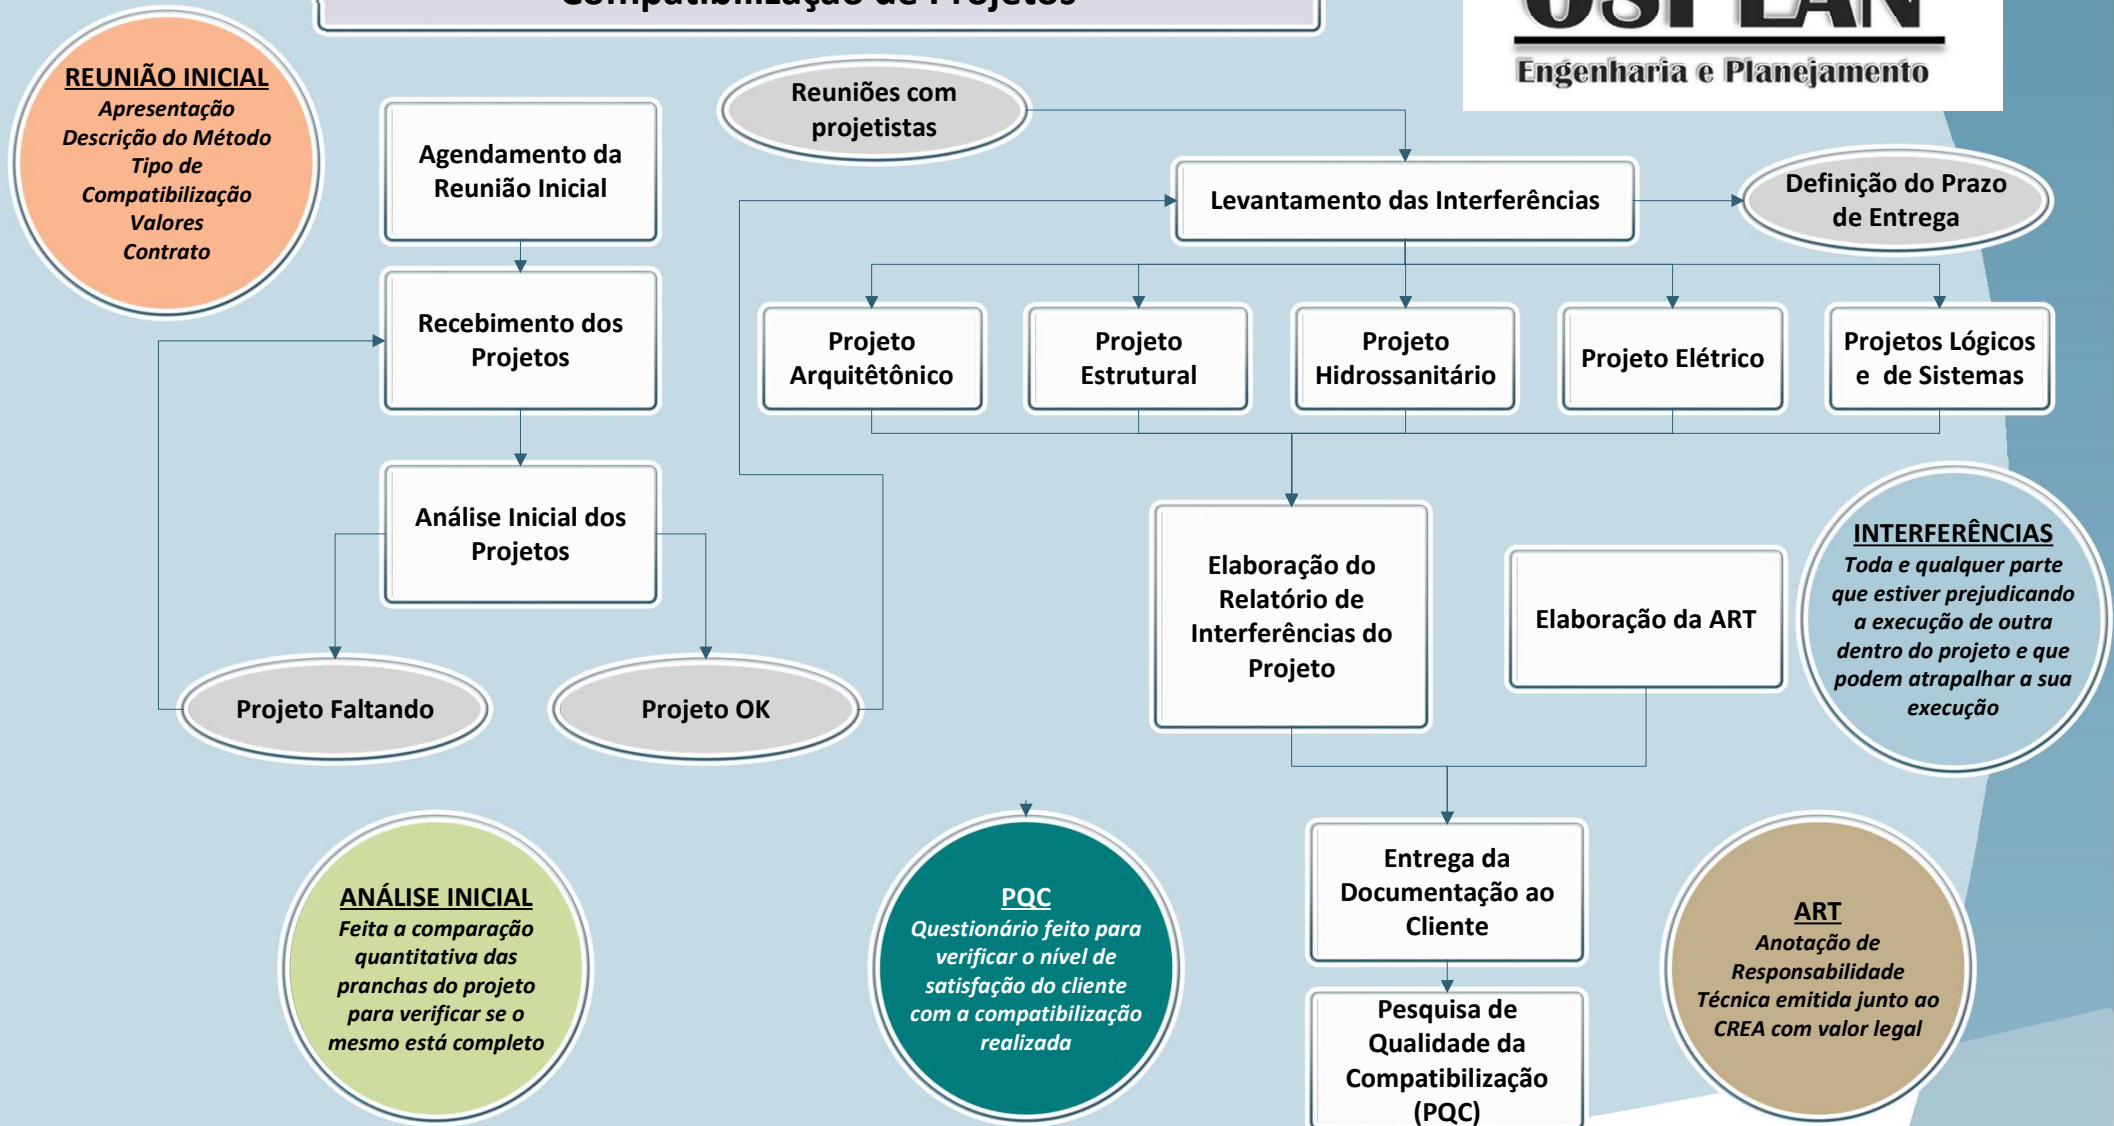 Compatibilização de Projetos
OSPLAN
Engenharia e Planejamento
REUNIÃO INICIAL
Apresentação
Descrição do Método
Tipo de
Compatibilização
Valores
Contrato
Agendamento da
Reunião Inicial
Recebimento dos
Projetos
Análise Inicial dos
Projetos
Projeto Faltando
Projeto OK
Reuniões com
projetistas
Levantamento das Interferências
Definição do Prazo
de Entrega
Projeto
Arquitêtônico
Projeto
Estrutural
Projeto
Hidrossanitário
Projeto Elétrico
Projetos Lógicos
e  de Sistemas
Elaboração do
Relatório de
Interferências do
Projeto
Elaboração da ART
INTERFERÊNCIAS
Toda e qualquer parte
que estiver prejudicando
a execução de outra
dentro do projeto e que
podem atrapalhar a sua
execução
ANÁLISE INICIAL
Feita a comparação
quantitativa das
pranchas do projeto
para verificar se o
mesmo está completo
PQC
Questionário feito para
verificar o nível de
satisfação do cliente
com a compatibilização
realizada
Entrega da
Documentação ao
Cliente
Pesquisa de
Qualidade da
Compatibilização
(PQC)
ART
Anotação de
Responsabilidade
Técnica emitida junto ao
CREA com valor legal